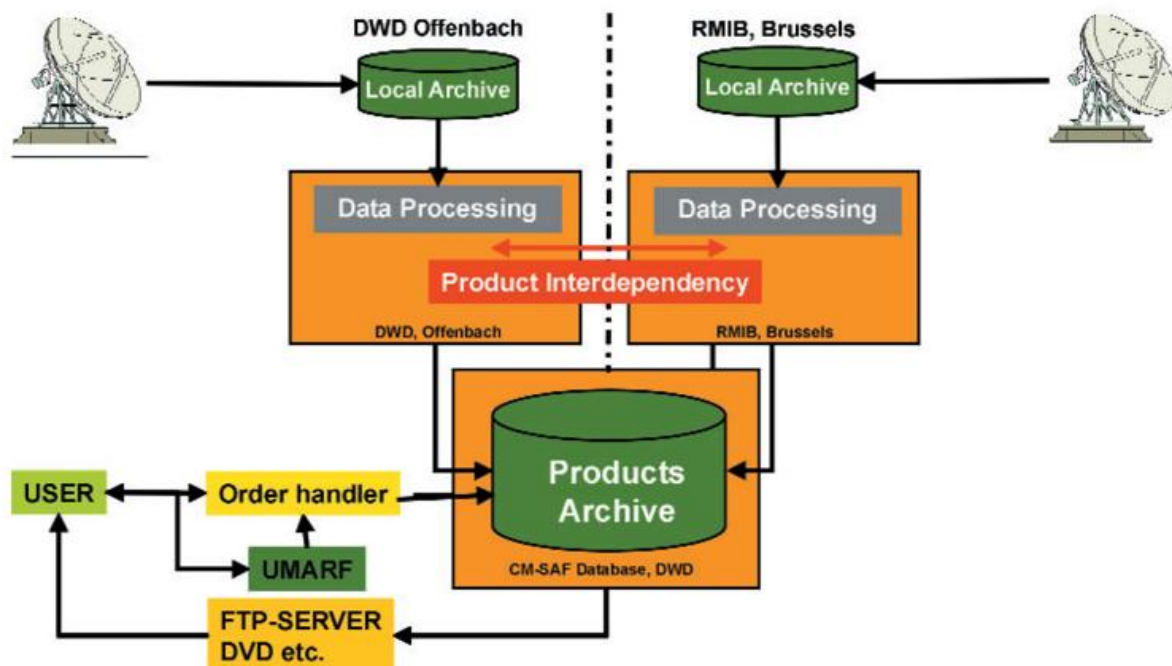 DWD Offenbach
RMIB, Brussels
Local Archive
Local Archive
Data Processing
Data Processing
Product Interdependency
DWD, Offenbach
RMIB, Brussels
Products
Archive
CM-SAF Database, DWD
USER
Order handler
UMARF
FTP-SERVER
DVD etc.